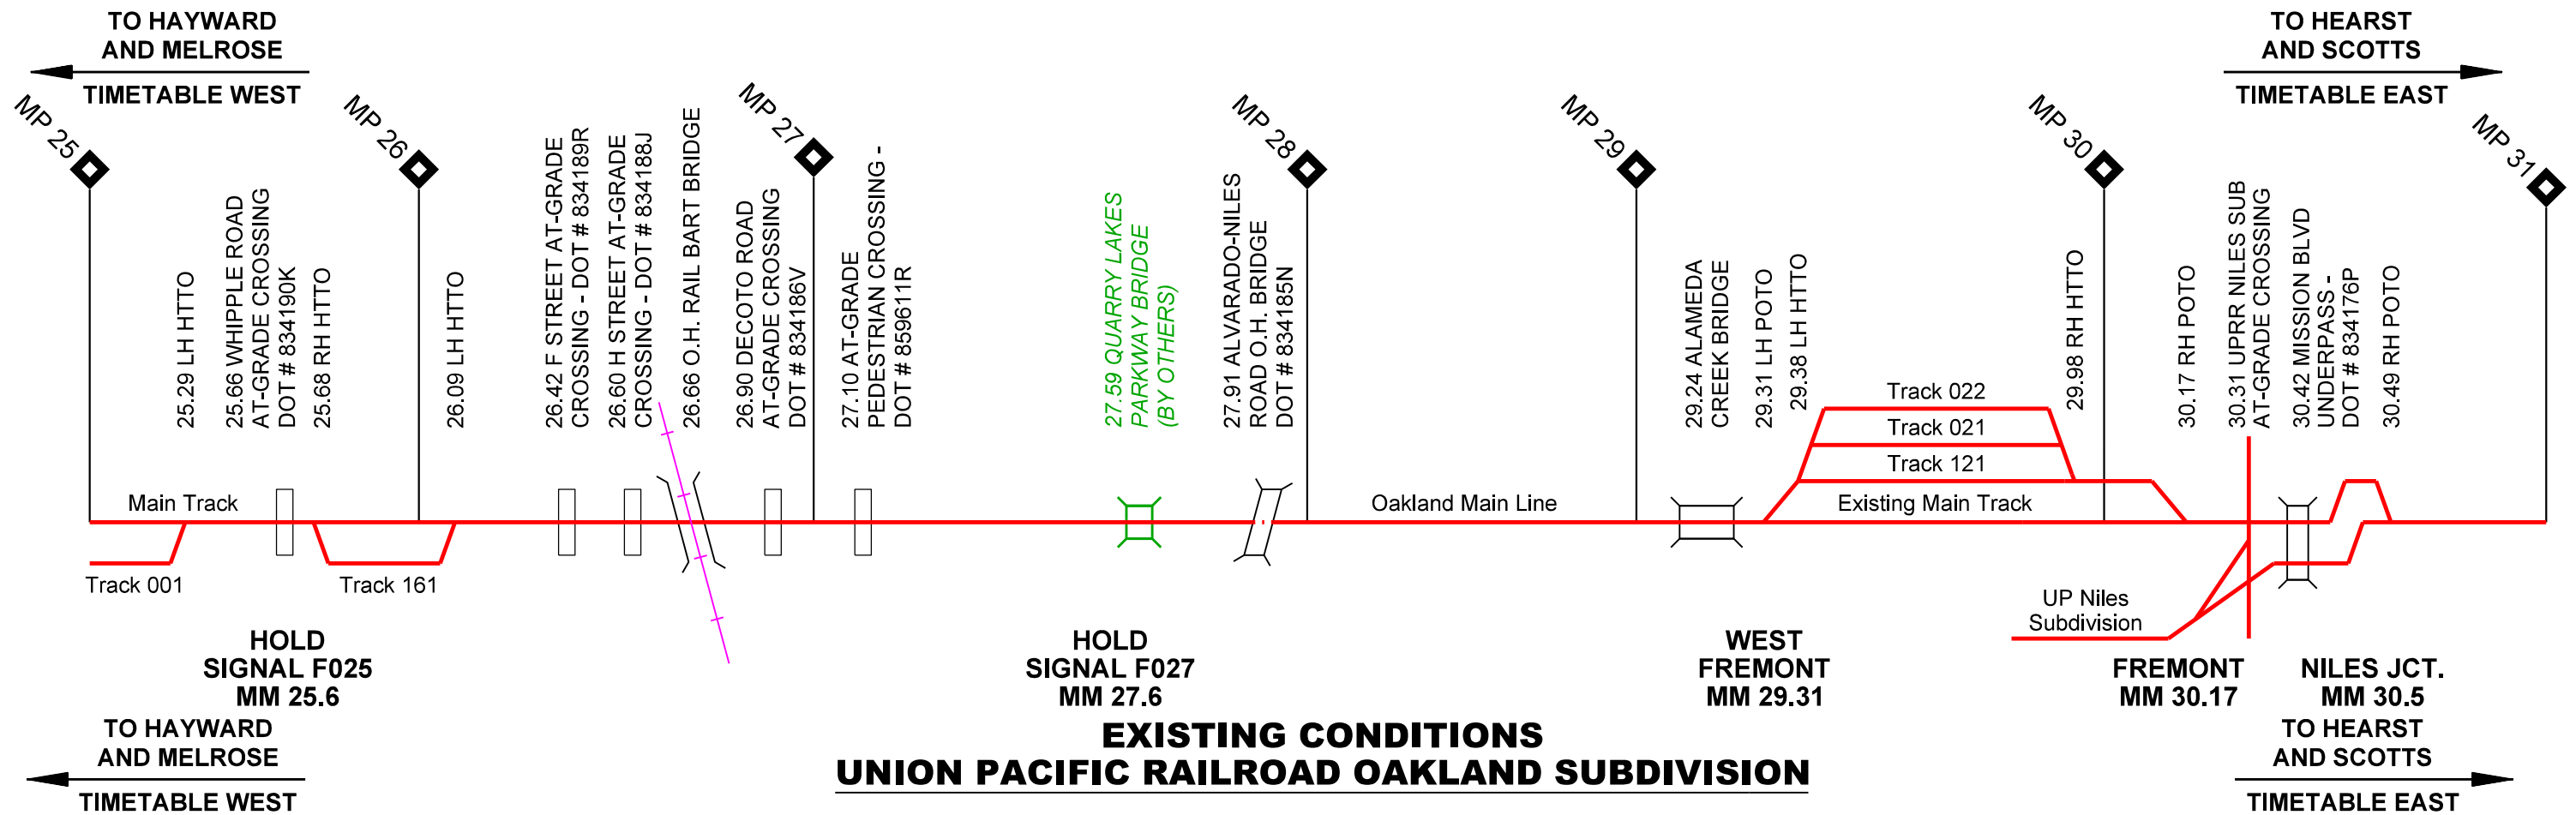 TO HAYWARD
AND MELROSE
TIMETABLE WEST
TO HEARST
AND SCOTTS
TIMETABLE EAST
MP 25
MP 26
MP 27
MP 28
MP 29
MP 30
MP 31
25.29 LH HTTO
25.66 WHIPPLE ROAD
AT-GRADE CROSSING
DOT # 834190K
25.68 RH HTTO
26.09 LH HTTO
26.42 F STREET AT-GRADE
CROSSING - DOT # 834189R
26.60 H STREET AT-GRADE
CROSSING - DOT # 834188J
26.66 O.H. RAIL BART BRIDGE
26.90 DECOTO ROAD
AT-GRADE CROSSING
DOT # 834186V
27.10 AT-GRADE
PEDESTRIAN CROSSING -
DOT # 859611R
27.59 QUARRY LAKES
PARKWAY BRIDGE
(BY OTHERS)
27.91 ALVARADO-NILES
ROAD O.H. BRIDGE
DOT # 834185N
29.24 ALAMEDA
CREEK BRIDGE
29.31 LH POTO
29.38 LH HTTO
29.98 RH HTTO
30.17 RH POTO
30.31 UPRR NILES SUB
AT-GRADE CROSSING
30.42 MISSION BLVD
UNDERPASS -
DOT # 834176P
30.49 RH POTO
Track 022
Track 021
Track 121
Main Track
Oakland Main Line
Existing Main Track
Track 001
Track 161
UP Niles
Subdivision
HOLD
SIGNAL F025
MM 25.6
HOLD
SIGNAL F027
MM 27.6
WEST
FREMONT
MM 29.31
FREMONT
MM 30.17
NILES JCT.
MM 30.5
TO HAYWARD
AND MELROSE
TIMETABLE WEST
EXISTING CONDITIONS
UNION PACIFIC RAILROAD OAKLAND SUBDIVISION
TO HEARST
AND SCOTTS
TIMETABLE EAST